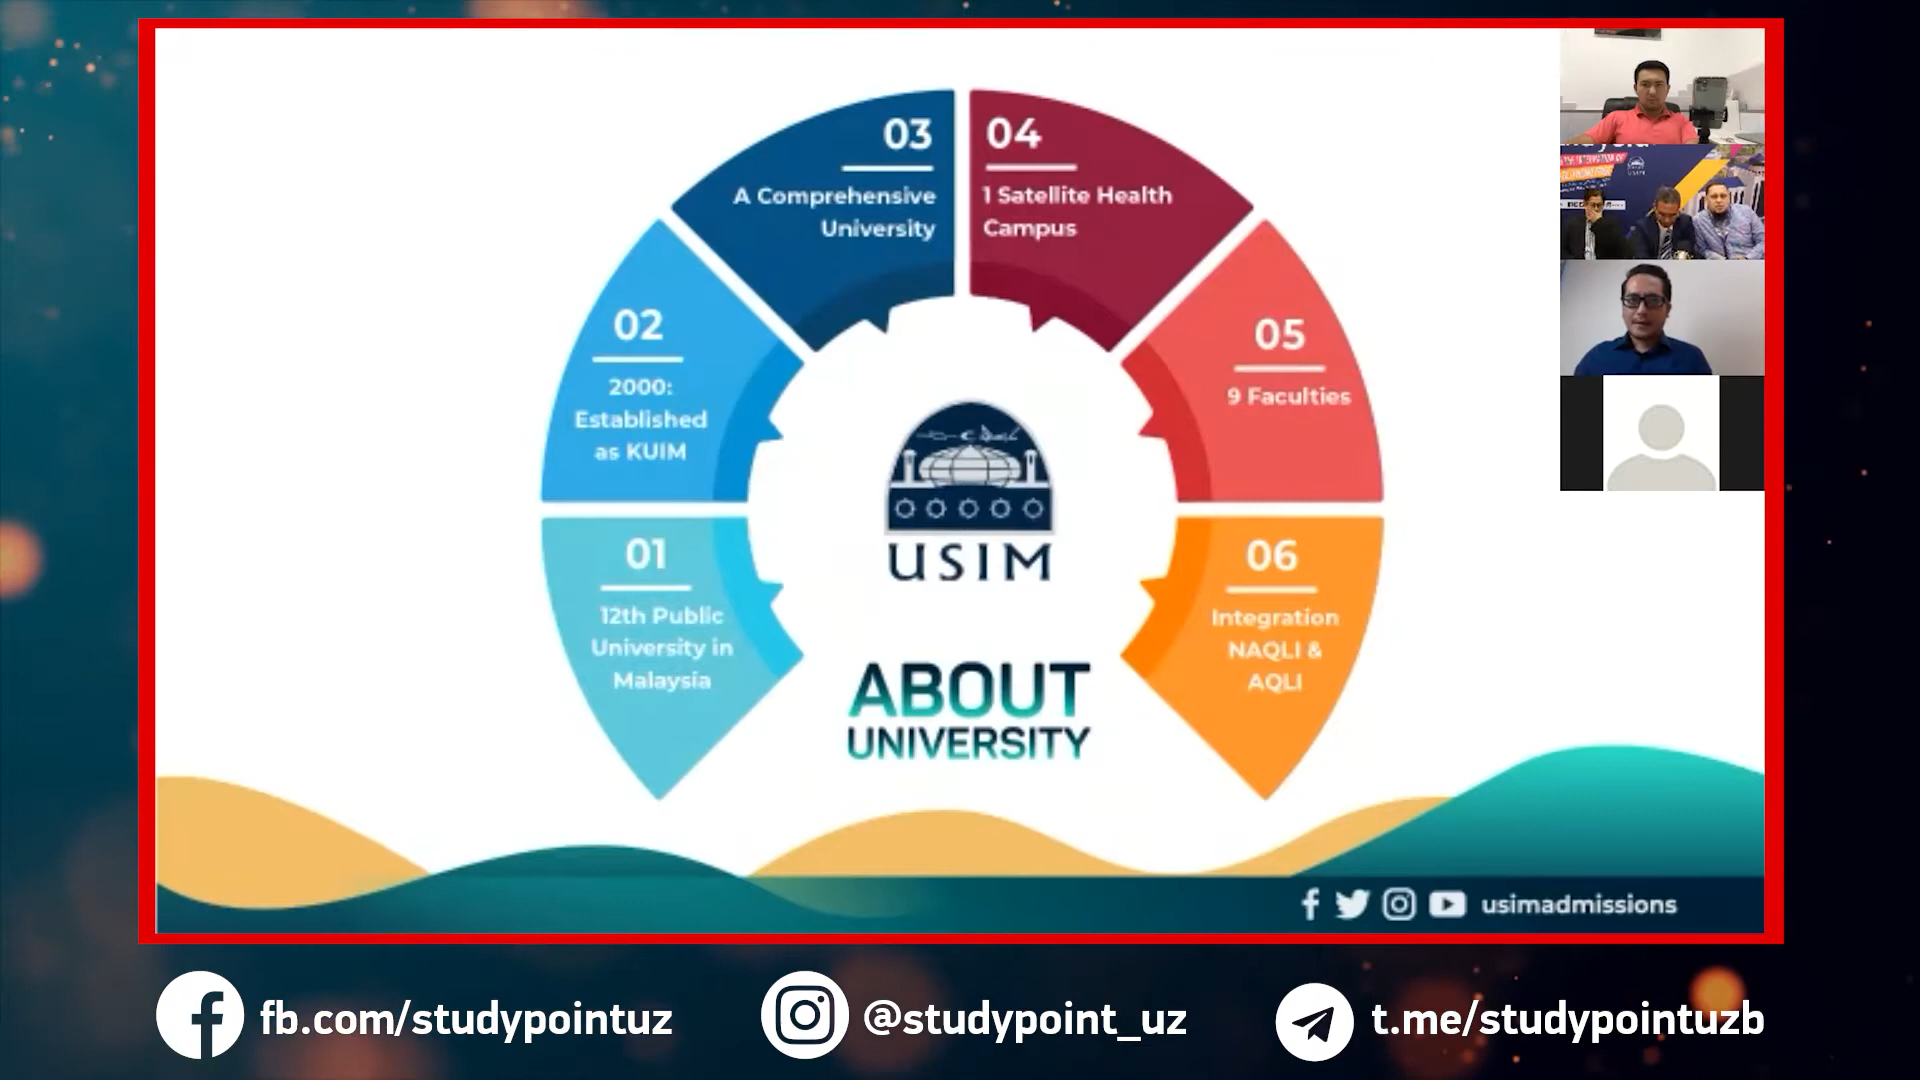 03
A Comprehensive
University
04
1 Satellite Health
Campus
02
2000:
Established
as KUIM
05
9 Faculties
01
12th Public
University in
Malaysia
06
Integration
NAQLI &
AQLI
USIM
ABOUT
UNIVERSITY
usimadmissions
fb.com/studypointuz
@studypoint_uz
t.me/studypointuzb